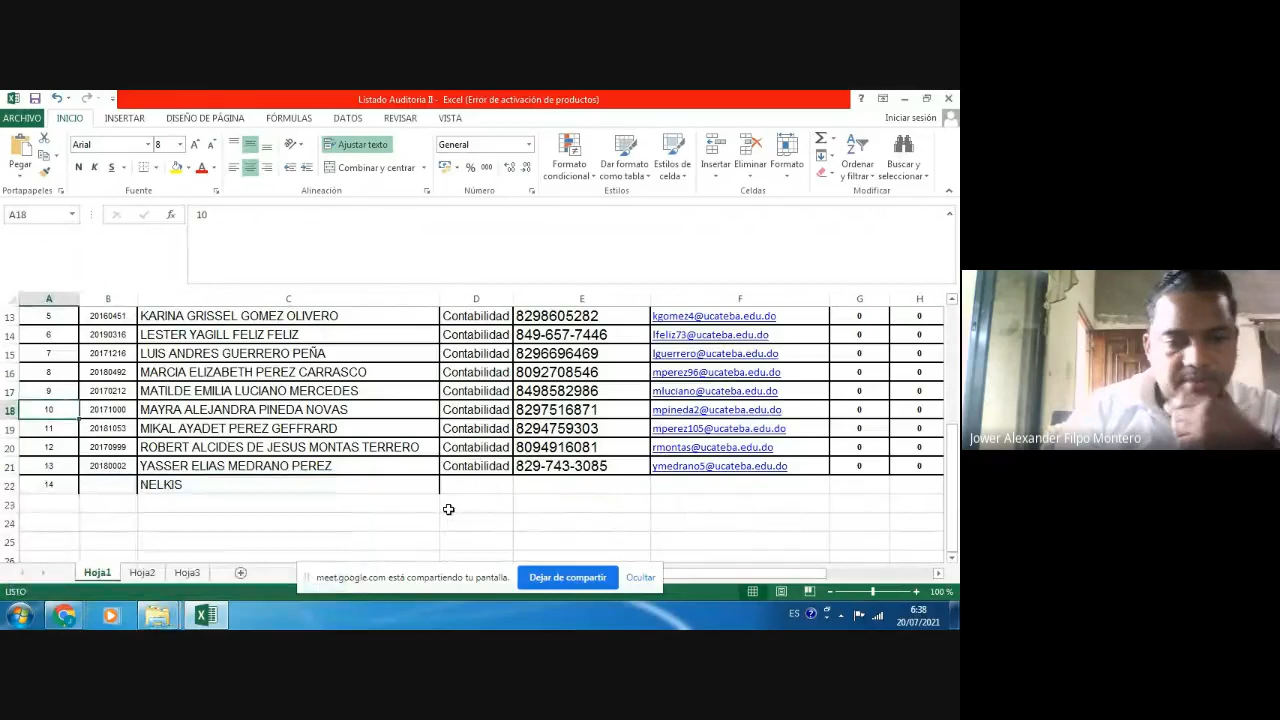 Listado Auditoria II - Excel (Error de activación de productos)
ARCHIVO INICIO INSERTAR DISEÑO DE PÁGINA FÓRMULAS DATOS REVISAR VISTA Iniciar sesión
Arial 8 Ajustar texto General
Pegar N K S Combinar y centrar % 000 Formato condicional Dar formato como tabla Estilos de celda Insertar Eliminar Formato Ordenar y filtrar Buscar y seleccionar
Portapapeles Fuente Alineación Número Estilos Celdas Modificar
A18 fx 10
A B C D E F G H
13 5 20160451 KARINA GRISSEL GOMEZ OLIVERO Contabilidad 8298605282 kgomez4@ucateba.edu.do 0 0
14 6 20190316 LESTER YAGILL FELIZ FELIZ Contabilidad 849-657-7446 lfeliz73@ucateba.edu.do 0 0
15 7 20171216 LUIS ANDRES GUERRERO PEÑA Contabilidad 8296696469 lguerrero@ucateba.edu.do 0 0
16 8 20180492 MARCIA ELIZABETH PEREZ CARRASCO Contabilidad 8092708546 mperez96@ucateba.edu.do 0 0
17 9 20170212 MATILDE EMILIA LUCIANO MERCEDES Contabilidad 8498582986 mluciano@ucateba.edu.do 0 0
18 10 20171000 MAYRA ALEJANDRA PINEDA NOVAS Contabilidad 8297516871 mpineda2@ucateba.edu.do 0 0
19 11 20181053 MIKAL AYADET PEREZ GEFFRARD Contabilidad 8294759303 mperez105@ucateba.edu.do 0 0
20 12 20170999 ROBERT ALCIDES DE JESUS MONTAS TERRERO Contabilidad 8094916081 rmontas@ucateba.edu.do 0 0
21 13 20180002 YASSER ELIAS MEDRANO PEREZ Contabilidad 829-743-3085 ymedrano5@ucateba.edu.do 0 0
22 14 NELKIS
23
24
25
26
Hoja1 Hoja2 Hoja3
meet.google.com está compartiendo tu pantalla. Dejar de compartir Ocultar
LISTO 100 %
ES 6:38
20/07/2021
Jower Alexander Filpo Montero